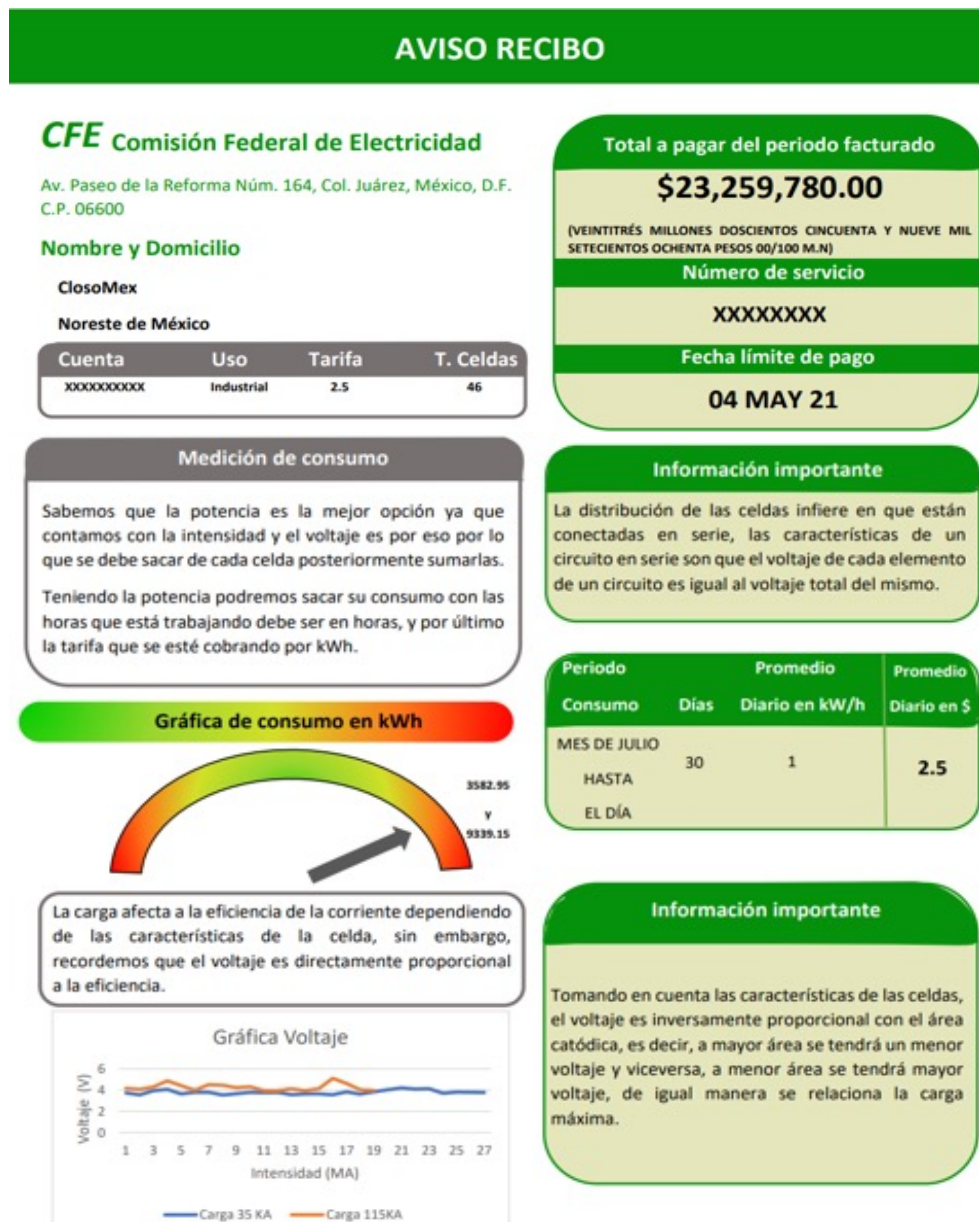 AVISO RECIBO
CFE Comisión Federal de Electricidad
Av. Paseo de la Reforma Núm. 164, Col. Juárez, México, D.F.
C.P. 06600
Nombre y Domicilio
ClosoMex
Noreste de México
Cuenta Uso Tarifa T. Celdas
XXXXXXXXXX Industrial 2.5 46
Total a pagar del periodo facturado
$23,259,780.00
(VEINTITRÉS MILLONES DOSCIENTOS CINCUENTA Y NUEVE MIL
SETECIENTOS OCHENTA PESOS 00/100 M.N)
Número de servicio
XXXXXXXX
Fecha límite de pago
04 MAY 21
Medición de consumo
Sabemos que la potencia es la mejor opción ya que
contamos con la intensidad y el voltaje es por eso por lo
que se debe sacar de cada celda posteriormente sumarlas.
Teniendo la potencia podremos sacar su consumo con las
horas que está trabajando debe ser en horas, y por último
la tarifa que se esté cobrando por kWh.
Información importante
La distribución de las celdas infiere en que están
conectadas en serie, las características de un
circuito en serie son que el voltaje de cada elemento
de un circuito es igual al voltaje total del mismo.
Gráfica de consumo en kWh
3582.95
Y
9339.15
Periodo Promedio Promedio
Consumo Días Diario en kW/h Diario en $
MES DE JULIO
30 1 2.5
HASTA
EL DÍA
La carga afecta a la eficiencia de la corriente dependiendo
de las características de la celda, sin embargo,
recordemos que el voltaje es directamente proporcional
a la eficiencia.
Gráfica Voltaje
Voltaje (V)
6
4
2
0
1 3 5 7 9 11 13 15 17 19 21 23 25 27
Intensidad (MA)
Carga 35 KA Carga 115KA
Información importante
Tomando en cuenta las características de las celdas,
el voltaje es inversamente proporcional con el área
catódica, es decir, a mayor área se tendrá un menor
voltaje y viceversa, a menor área se tendrá mayor
voltaje, de igual manera se relaciona la carga
máxima.